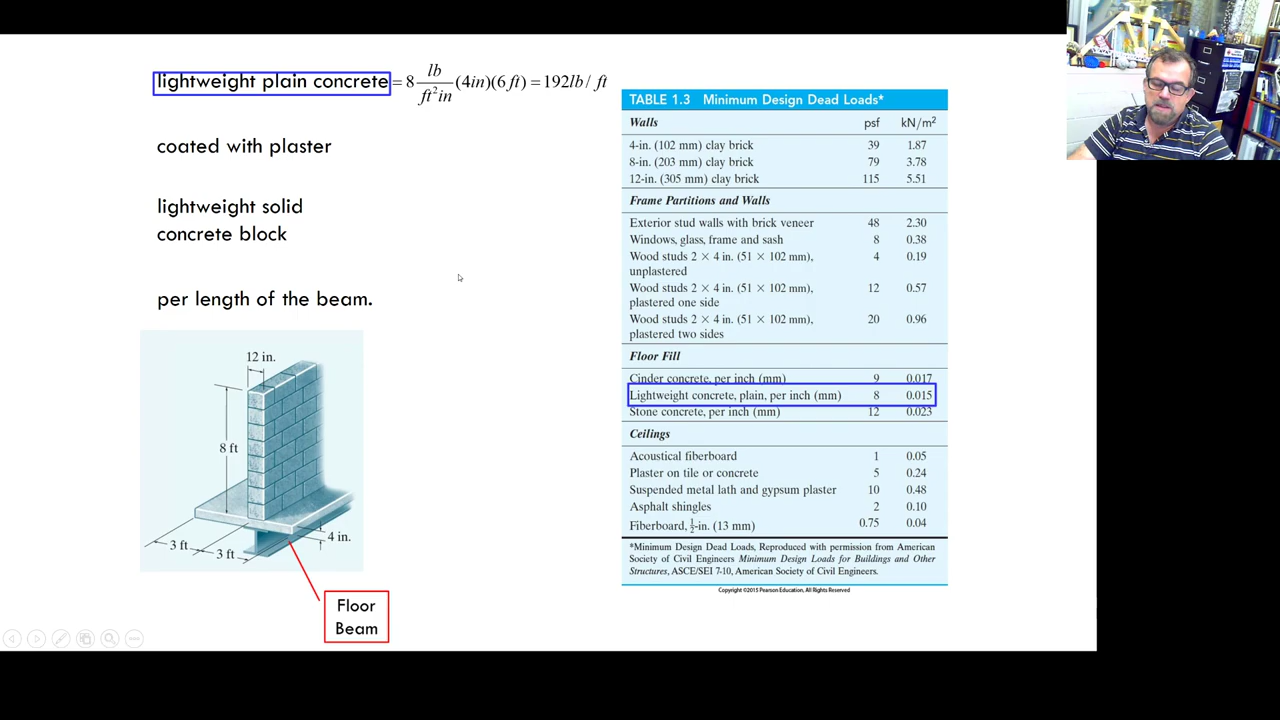 lightweight plain concrete = 8 lb/ft²in (4in)(6 ft) = 192lb / ft
coated with plaster
lightweight solid
concrete block
per length of the beam.
12 in.
8 ft
4 in.
3 ft
3 ft
Floor
Beam
TABLE 1.3 Minimum Design Dead Loads*
Walls psf kN/m²
4-in. (102 mm) clay brick 39 1.87
8-in. (203 mm) clay brick 79 3.78
12-in. (305 mm) clay brick 115 5.51
Frame Partitions and Walls
Exterior stud walls with brick veneer 48 2.30
Windows, glass, frame and sash 8 0.38
Wood studs 2 × 4 in. (51 × 102 mm), 4 0.19
unplastered
Wood studs 2 × 4 in. (51 × 102 mm), 12 0.57
plastered one side
Wood studs 2 × 4 in. (51 × 102 mm), 20 0.96
plastered two sides
Floor Fill
Cinder concrete, per inch (mm) 9 0.017
Lightweight concrete, plain, per inch (mm) 8 0.015
Stone concrete, per inch (mm) 12 0.023
Ceilings
Acoustical fiberboard 1 0.05
Plaster on tile or concrete 5 0.24
Suspended metal lath and gypsum plaster 10 0.48
Asphalt shingles 2 0.10
Fiberboard, ½-in. (13 mm) 0.75 0.04
*Minimum Design Dead Loads, Reproduced with permission from American
Society of Civil Engineers Minimum Design Loads for Buildings and Other
Structures, ASCE/SEI 7-10, American Society of Civil Engineers.
Copyright ©2015 Pearson Education, All Rights Reserved